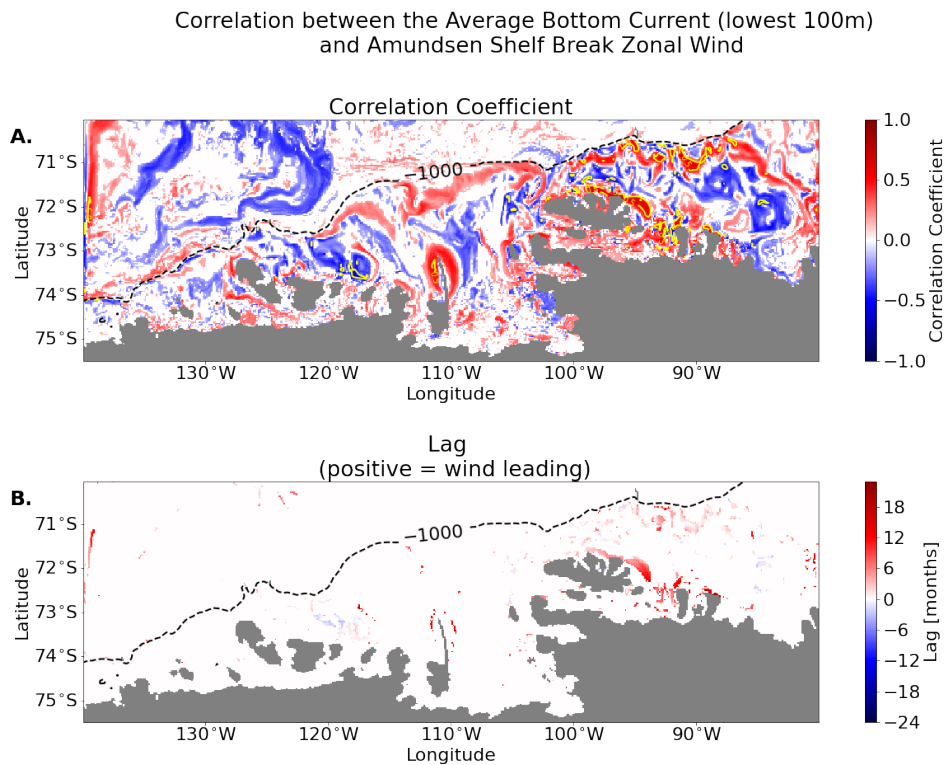 Correlation between the Average Bottom Current (lowest 100m)
and Amundsen Shelf Break Zonal Wind
Correlation Coefficient
A.
−1000
71°S
72°S
73°S
74°S
75°S
Latitude
130°W
120°W
110°W
100°W
90°W
Longitude
1.0
0.5
0.0
−0.5
−1.0
Correlation Coefficient
Lag
(positive = wind leading)
B.
−1000
71°S
72°S
73°S
74°S
75°S
Latitude
130°W
120°W
110°W
100°W
90°W
Longitude
18
12
6
0
−6
−12
−18
−24
Lag [months]